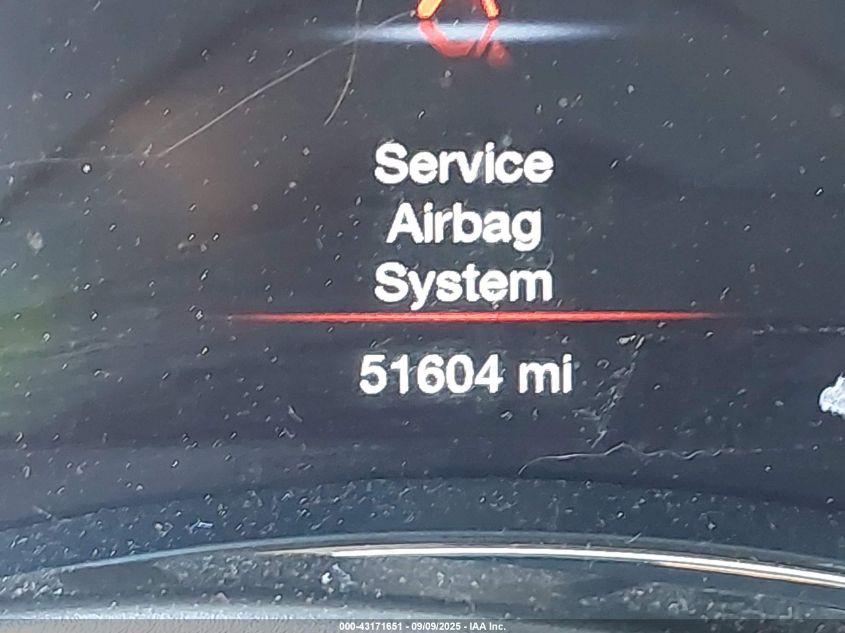 Service
Airbag
System
51604 mi
000-43171651 - 09/09/2025 - IAA Inc.